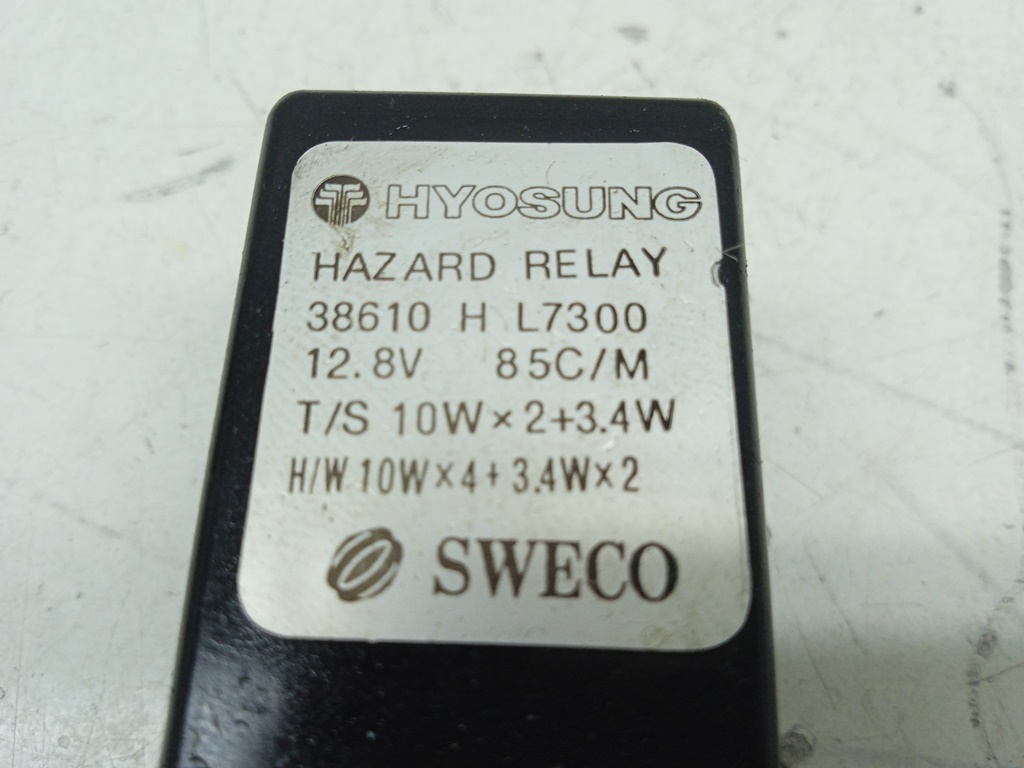 HYOSUNG
HAZARD RELAY
38610 H L7300
12.8V 85C/M
T/S 10W×2+3.4W
H/W 10W×4+3.4W×2
SWECO